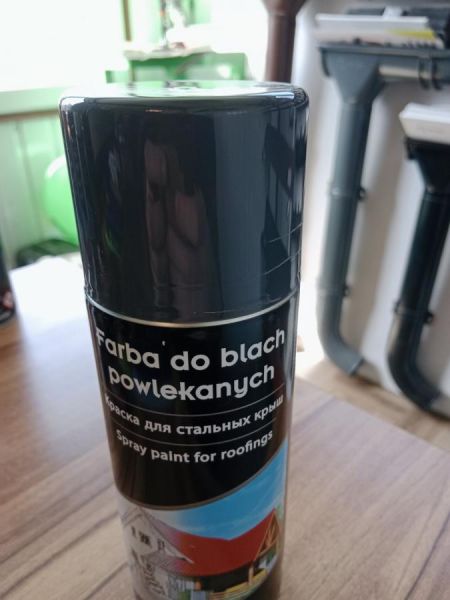 Farba do blach
powlekanych
Краска для стальных крыш
Spray paint for roofings